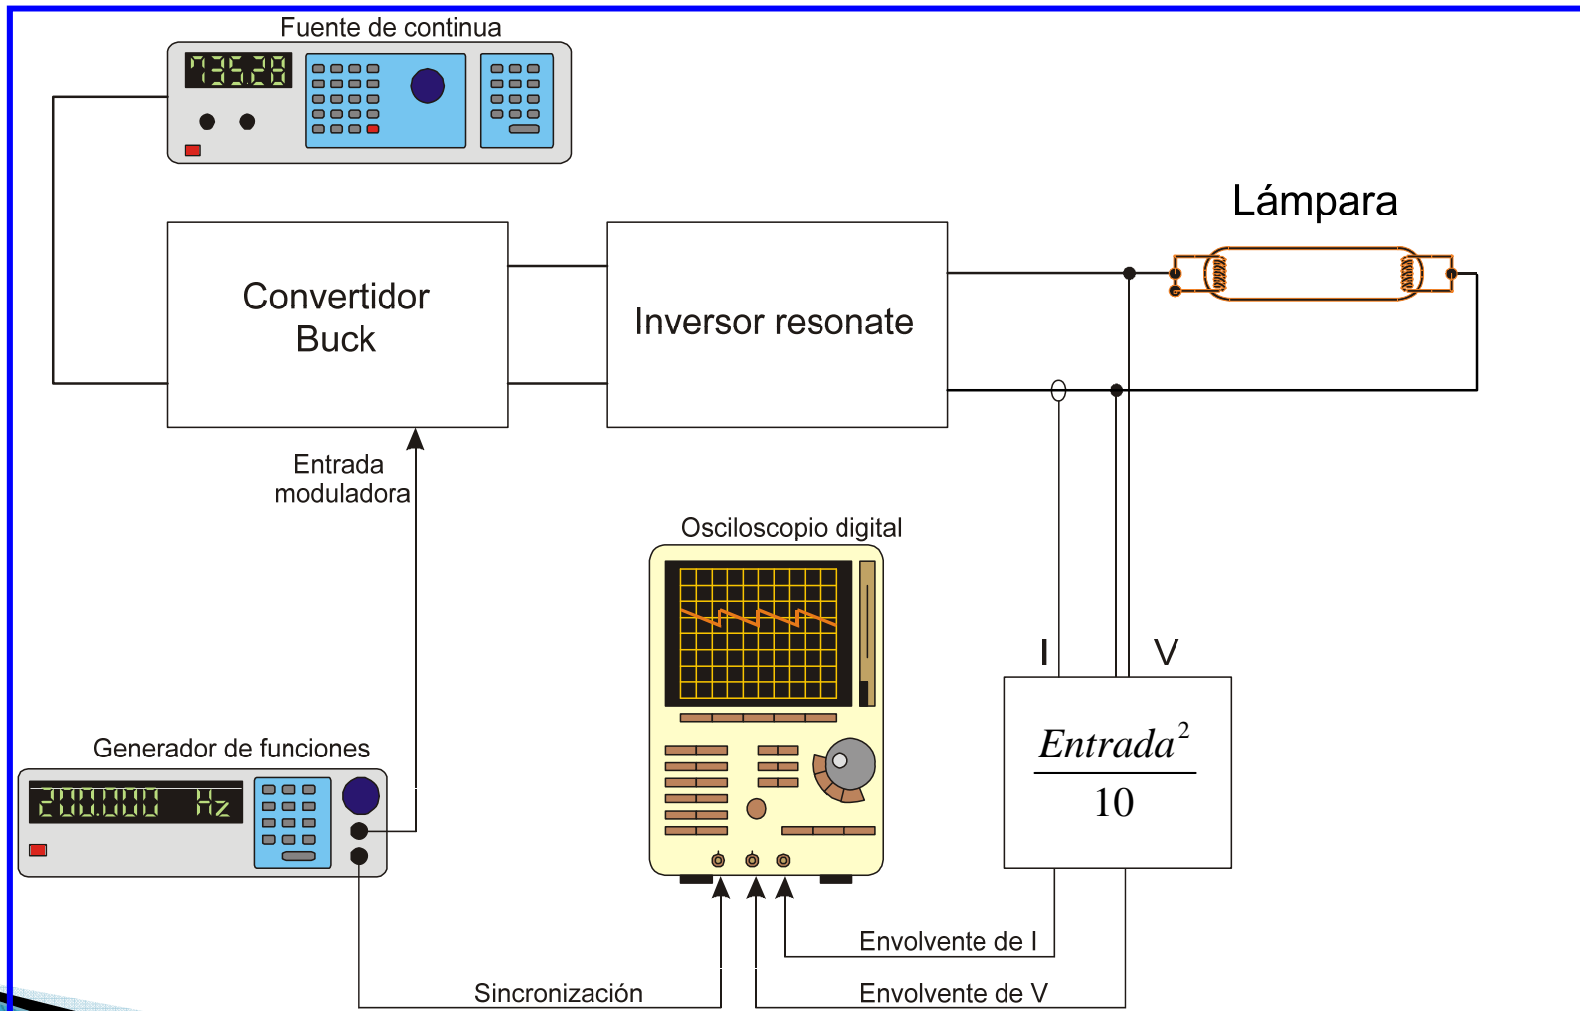 Fuente de continua
735.28
Lámpara
Convertidor
Buck
Inversor resonate
Entrada
moduladora
Osciloscopio digital
I V
Generador de funciones
200.000 Hz
Entrada²
10
Envolvente de I
Sincronización
Envolvente de V